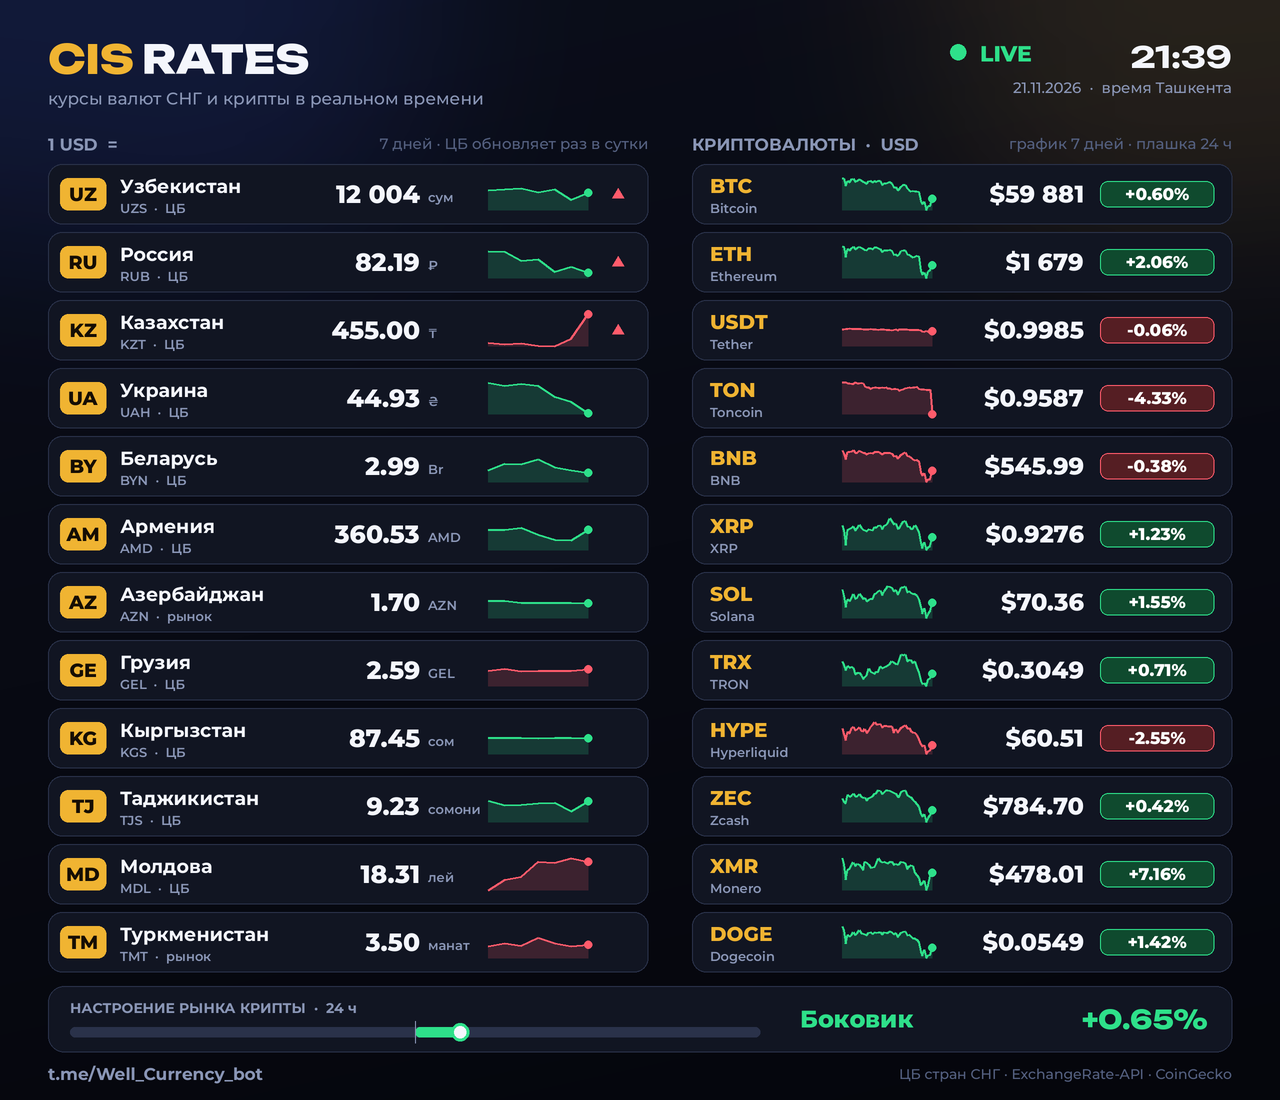 CIS RATES
LIVE
21:39
курсы валют СНГ и крипты в реальном времени
21.11.2026 · время Ташкента
1 USD =
7 дней · ЦБ обновляет раз в сутки
UZ Узбекистан 12 004 сум
UZS · ЦБ
RU Россия 82.19 ₽
RUB · ЦБ
KZ Казахстан 455.00 ₸
KZT · ЦБ
UA Украина 44.93 ₴
UAH · ЦБ
BY Беларусь 2.99 Br
BYN · ЦБ
AM Армения 360.53 AMD
AMD · ЦБ
AZ Азербайджан 1.70 AZN
AZN · рынок
GE Грузия 2.59 GEL
GEL · ЦБ
KG Кыргызстан 87.45 сом
KGS · ЦБ
TJ Таджикистан 9.23 сомони
TJS · ЦБ
MD Молдова 18.31 лей
MDL · ЦБ
TM Туркменистан 3.50 манат
TMT · рынок
КРИПТОВАЛЮТЫ · USD
график 7 дней · плашка 24 ч
BTC $59 881 +0.60%
Bitcoin
ETH $1 679 +2.06%
Ethereum
USDT $0.9985 -0.06%
Tether
TON $0.9587 -4.33%
Toncoin
BNB $545.99 -0.38%
BNB
XRP $0.9276 +1.23%
XRP
SOL $70.36 +1.55%
Solana
TRX $0.3049 +0.71%
TRON
HYPE $60.51 -2.55%
Hyperliquid
ZEC $784.70 +0.42%
Zcash
XMR $478.01 +7.16%
Monero
DOGE $0.0549 +1.42%
Dogecoin
НАСТРОЕНИЕ РЫНКА КРИПТЫ · 24 ч
Боковик
+0.65%
t.me/Well_Currency_bot
ЦБ стран СНГ · ExchangeRate-API · CoinGecko